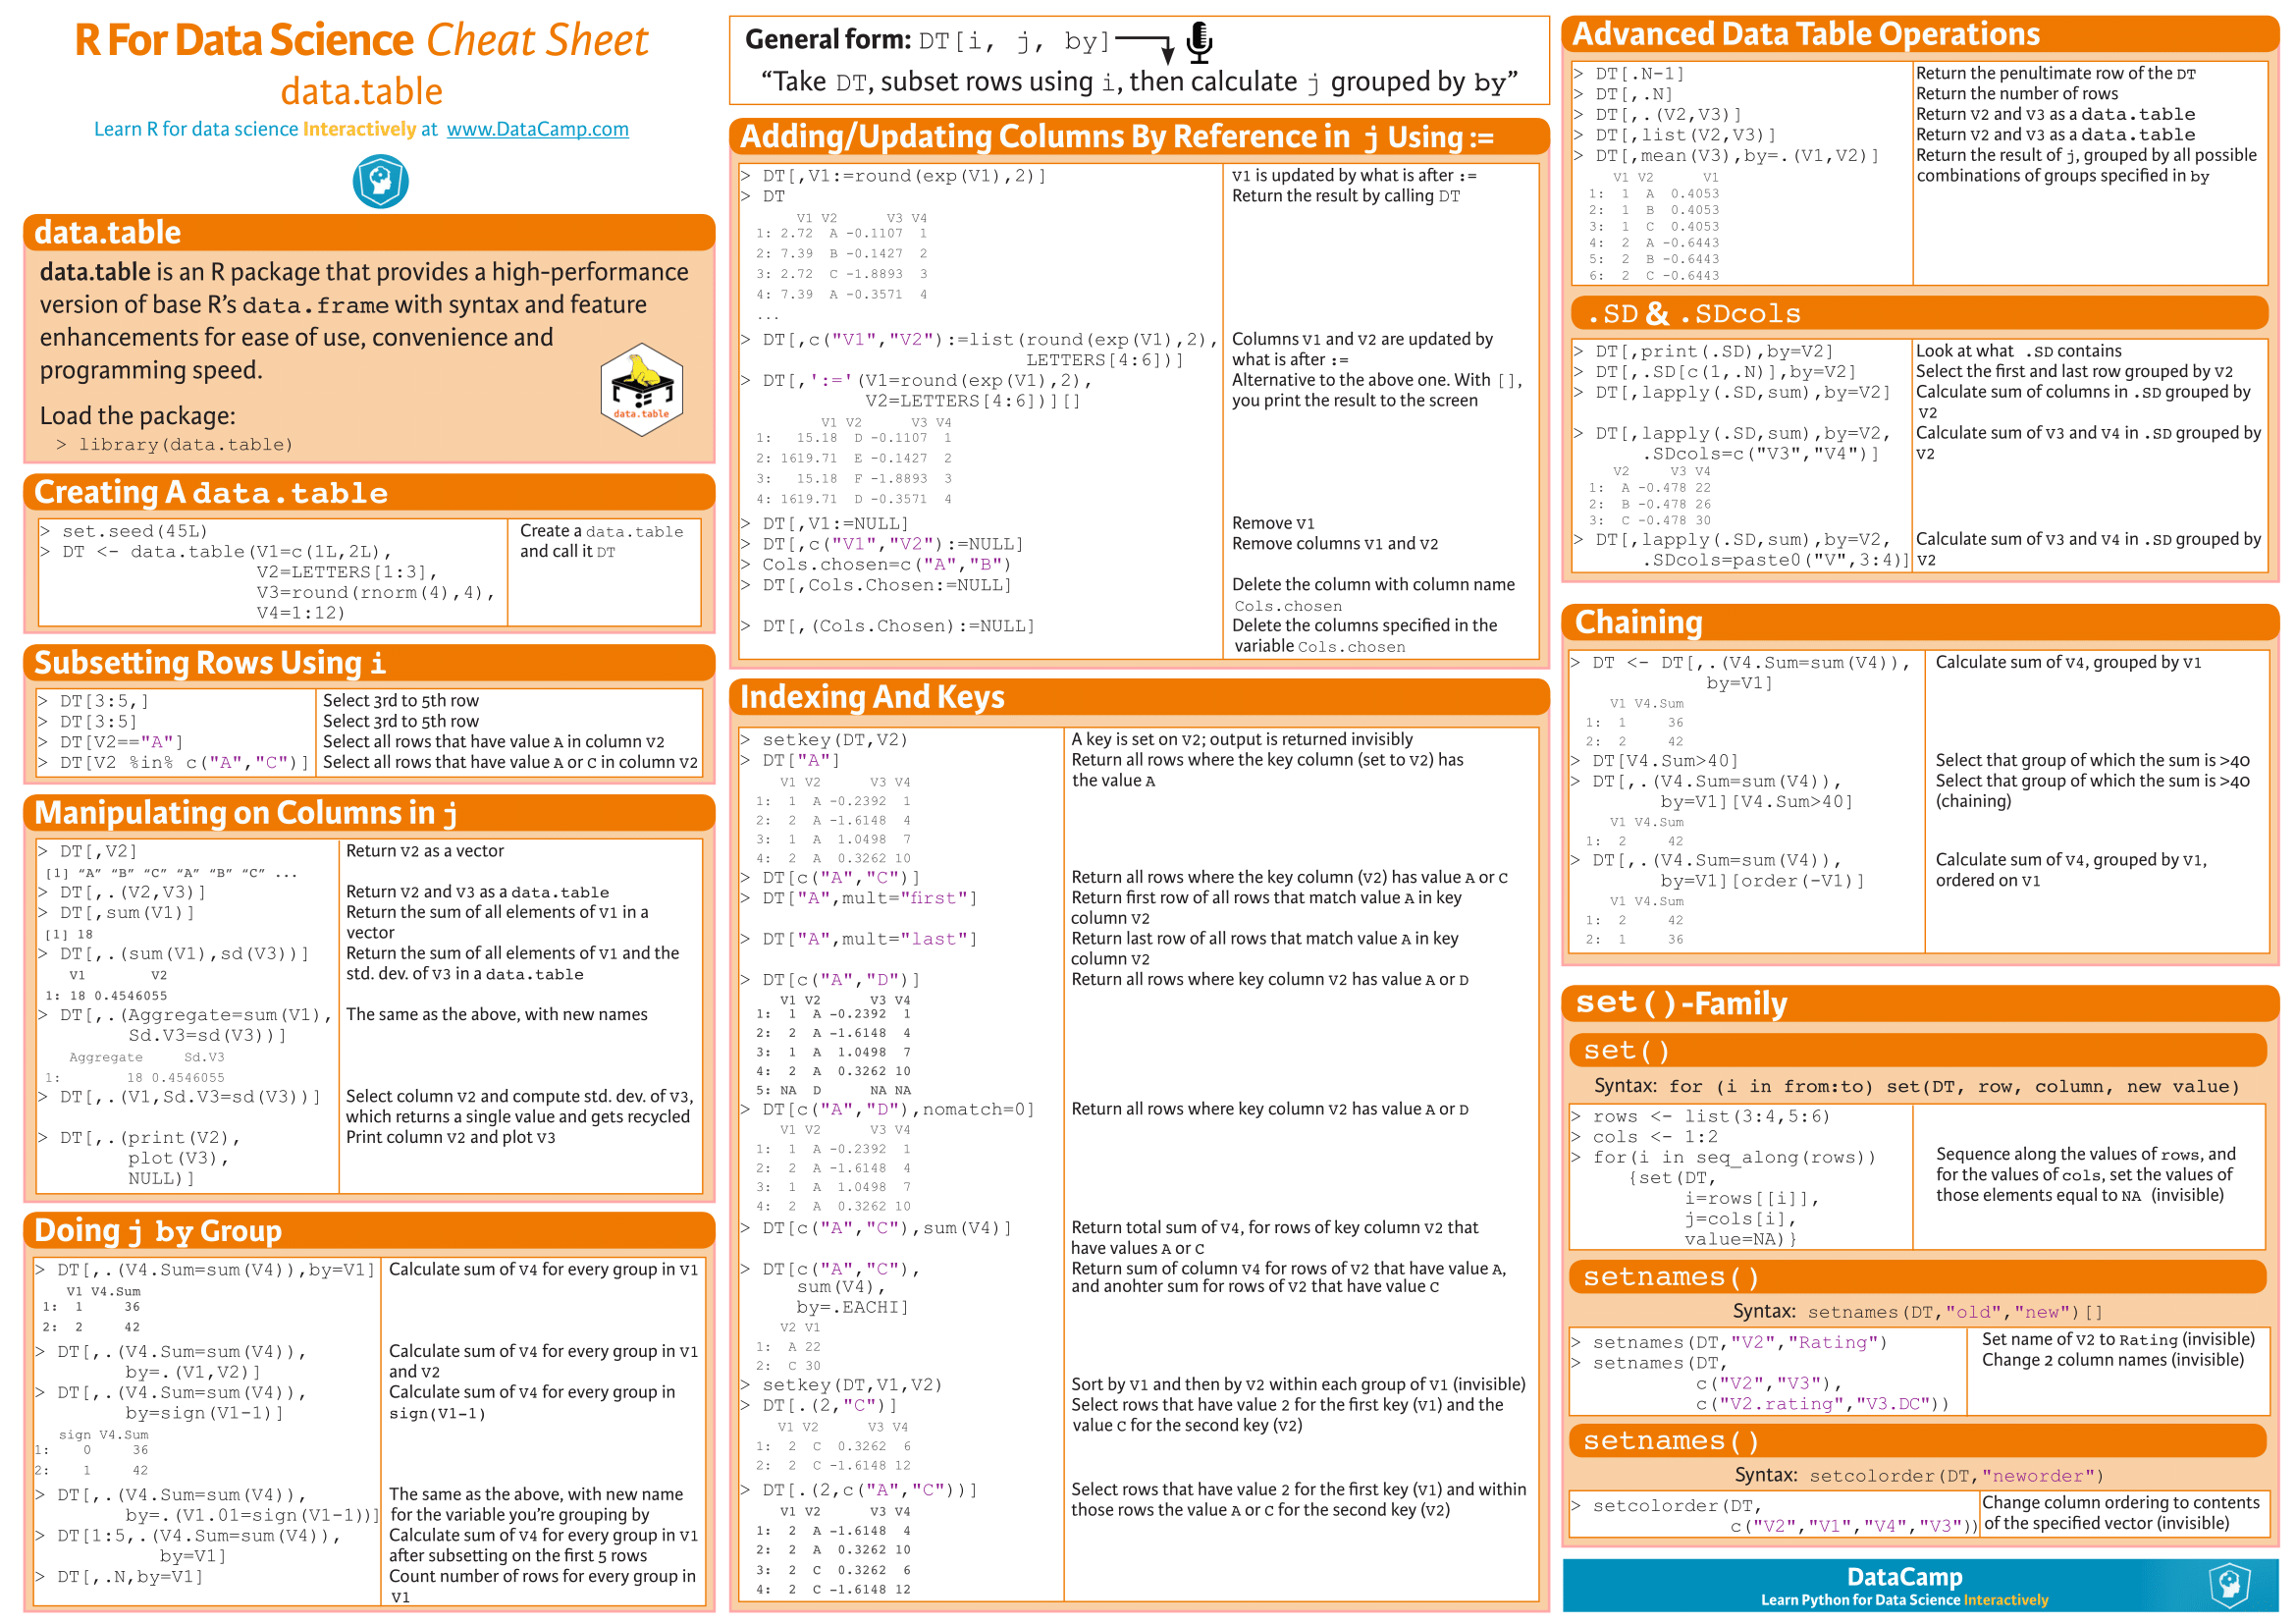 R For Data Science Cheat Sheet
data.table
Learn R for data science Interactively at www.DataCamp.com
data.table
data.table is an R package that provides a high-performance
version of base R’s data.frame with syntax and feature
enhancements for ease of use, convenience and
programming speed.
data.table
Load the package:
> library(data.table)
Creating A data.table
> set.seed(45L)
> DT <- data.table(V1=c(1L,2L),
V2=LETTERS[1:3],
V3=round(rnorm(4),4),
V4=1:12)
Create a data.table
and call it DT
Subsetting Rows Using i
> DT[3:5,] Select 3rd to 5th row
> DT[3:5] Select 3rd to 5th row
> DT[V2=="A"] Select all rows that have value A in column V2
> DT[V2 %in% c("A","C")] Select all rows that have value A or C in column V2
Manipulating on Columns in j
> DT[,V2] Return V2 as a vector
[1] “A” “B” “C” “A” “B” “C” ...
> DT[,.(V2,V3)] Return V2 and V3 as a data.table
> DT[,sum(V1)] Return the sum of all elements of V1 in a
[1] 18 vector
> DT[,.(sum(V1),sd(V3))] Return the sum of all elements of V1 and the
V1 V2 std. dev. of V3 in a data.table
1: 18 0.4546055
> DT[,.(Aggregate=sum(V1), The same as the above, with new names
Sd.V3=sd(V3))]
Aggregate Sd.V3
1: 18 0.4546055
> DT[,.(V1,Sd.V3=sd(V3))] Select column V2 and compute std. dev. of V3,
which returns a single value and gets recycled
> DT[,.(print(V2), Print column V2 and plot V3
plot(V3),
NULL)]
Doing j by Group
> DT[,.(V4.Sum=sum(V4)),by=V1] Calculate sum of V4 for every group in V1
V1 V4.Sum
1: 1 36
2: 2 42
> DT[,.(V4.Sum=sum(V4)), Calculate sum of V4 for every group in V1
by=.(V1,V2)] and V2
> DT[,.(V4.Sum=sum(V4)), Calculate sum of V4 for every group in
by=sign(V1-1)] sign(V1-1)
sign V4.Sum
1: 0 36
2: 1 42
> DT[,.(V4.Sum=sum(V4)), The same as the above, with new name
by=.(V1.01=sign(V1-1))] for the variable you’re grouping by
> DT[1:5,.(V4.Sum=sum(V4)), Calculate sum of V4 for every group in V1
by=V1] after subsetting on the first 5 rows
> DT[,.N,by=V1] Count number of rows for every group in
V1
General form: DT[i, j, by]
“Take DT, subset rows using i, then calculate j grouped by by”
Adding/Updating Columns By Reference in j Using :=
> DT[,V1:=round(exp(V1),2)] V1 is updated by what is after :=
> DT Return the result by calling DT
V1 V2 V3 V4
1: 2.72 A -0.1107 1
2: 7.39 B -0.1427 2
3: 2.72 C -1.8893 3
4: 7.39 A -0.3571 4
...
> DT[,c("V1","V2"):=list(round(exp(V1),2), Columns V1 and V2 are updated by
LETTERS[4:6])] what is after :=
> DT[,':='(V1=round(exp(V1),2), Alternative to the above one. With [],
V2=LETTERS[4:6])][] you print the result to the screen
V1 V2 V3 V4
1: 15.18 D -0.1107 1
2: 1619.71 E -0.1427 2
3: 15.18 F -1.8893 3
4: 1619.71 D -0.3571 4
> DT[,V1:=NULL] Remove V1
> DT[,c("V1","V2"):=NULL] Remove columns V1 and V2
> Cols.chosen=c("A","B")
> DT[,Cols.Chosen:=NULL] Delete the column with column name
Cols.chosen
> DT[,(Cols.Chosen):=NULL] Delete the columns specified in the
variable Cols.chosen
Indexing And Keys
> setkey(DT,V2) A key is set on V2; output is returned invisibly
> DT["A"] Return all rows where the key column (set to V2) has
V1 V2 V3 V4 the value A
1: 1 A -0.2392 1
2: 2 A -1.6148 4
3: 1 A 1.0498 7
4: 2 A 0.3262 10
> DT[c("A","C")] Return all rows where the key column (V2) has value A or C
> DT["A",mult="first"] Return first row of all rows that match value A in key
column V2
> DT["A",mult="last"] Return last row of all rows that match value A in key
column V2
> DT[c("A","D")] Return all rows where key column V2 has value A or D
V1 V2 V3 V4
1: 1 A -0.2392 1
2: 2 A -1.6148 4
3: 1 A 1.0498 7
4: 2 A 0.3262 10
5: NA D NA NA
> DT[c("A","D"),nomatch=0] Return all rows where key column V2 has value A or D
V1 V2 V3 V4
1: 1 A -0.2392 1
2: 2 A -1.6148 4
3: 1 A 1.0498 7
4: 2 A 0.3262 10
> DT[c("A","C"),sum(V4)] Return total sum of V4, for rows of key column V2 that
have values A or C
> DT[c("A","C"), Return sum of column V4 for rows of V2 that have value A,
sum(V4), and anohter sum for rows of V2 that have value C
by=.EACHI]
V2 V1
1: A 22
2: C 30
> setkey(DT,V1,V2) Sort by V1 and then by V2 within each group of V1 (invisible)
> DT[.(2,"C")] Select rows that have value 2 for the first key (V1) and the
V1 V2 V3 V4 value C for the second key (V2)
1: 2 C 0.3262 6
2: 2 C -1.6148 12
> DT[.(2,c("A","C"))] Select rows that have value 2 for the first key (V1) and within
V1 V2 V3 V4 those rows the value A or C for the second key (V2)
1: 2 A -1.6148 4
2: 2 A 0.3262 10
3: 2 C 0.3262 6
4: 2 C -1.6148 12
Advanced Data Table Operations
> DT[.N-1] Return the penultimate row of the DT
> DT[,.N] Return the number of rows
> DT[,.(V2,V3)] Return V2 and V3 as a data.table
> DT[,list(V2,V3)] Return V2 and V3 as a data.table
> DT[,mean(V3),by=.(V1,V2)] Return the result of j, grouped by all possible
V1 V2 V1 combinations of groups specified in by
1: 1 A 0.4053
2: 1 B 0.4053
3: 1 C 0.4053
4: 2 A -0.6443
5: 2 B -0.6443
6: 2 C -0.6443
.SD & .SDcols
> DT[,print(.SD),by=V2] Look at what .SD contains
> DT[,.SD[c(1,.N)],by=V2] Select the first and last row grouped by V2
> DT[,lapply(.SD,sum),by=V2] Calculate sum of columns in .SD grouped by
V2
> DT[,lapply(.SD,sum),by=V2, Calculate sum of V3 and V4 in .SD grouped by
.SDcols=c("V3","V4")] V2
V2 V3 V4
1: A -0.478 22
2: B -0.478 26
3: C -0.478 30
> DT[,lapply(.SD,sum),by=V2, Calculate sum of V3 and V4 in .SD grouped by
.SDcols=paste0("V",3:4)] V2
Chaining
> DT <- DT[,.(V4.Sum=sum(V4)), Calculate sum of V4, grouped by V1
by=V1]
V1 V4.Sum
1: 1 36
2: 2 42
> DT[V4.Sum>40] Select that group of which the sum is >40
> DT[,.(V4.Sum=sum(V4)), Select that group of which the sum is >40
by=V1][V4.Sum>40] (chaining)
V1 V4.Sum
1: 2 42
> DT[,.(V4.Sum=sum(V4)), Calculate sum of V4, grouped by V1,
by=V1][order(-V1)] ordered on V1
V1 V4.Sum
1: 2 42
2: 1 36
set()-Family
set()
Syntax: for (i in from:to) set(DT, row, column, new value)
> rows <- list(3:4,5:6)
> cols <- 1:2
> for(i in seq_along(rows)) Sequence along the values of rows, and
{set(DT, for the values of cols, set the values of
i=rows[[i]], those elements equal to NA (invisible)
j=cols[i],
value=NA)}
setnames()
Syntax: setnames(DT,"old","new")[]
> setnames(DT,"V2","Rating") Set name of V2 to Rating (invisible)
> setnames(DT, Change 2 column names (invisible)
c("V2","V3"),
c("V2.rating","V3.DC"))
setnames()
Syntax: setcolorder(DT,"neworder")
> setcolorder(DT, Change column ordering to contents
c("V2","V1","V4","V3")) of the specified vector (invisible)
DataCamp
Learn Python for Data Science Interactively